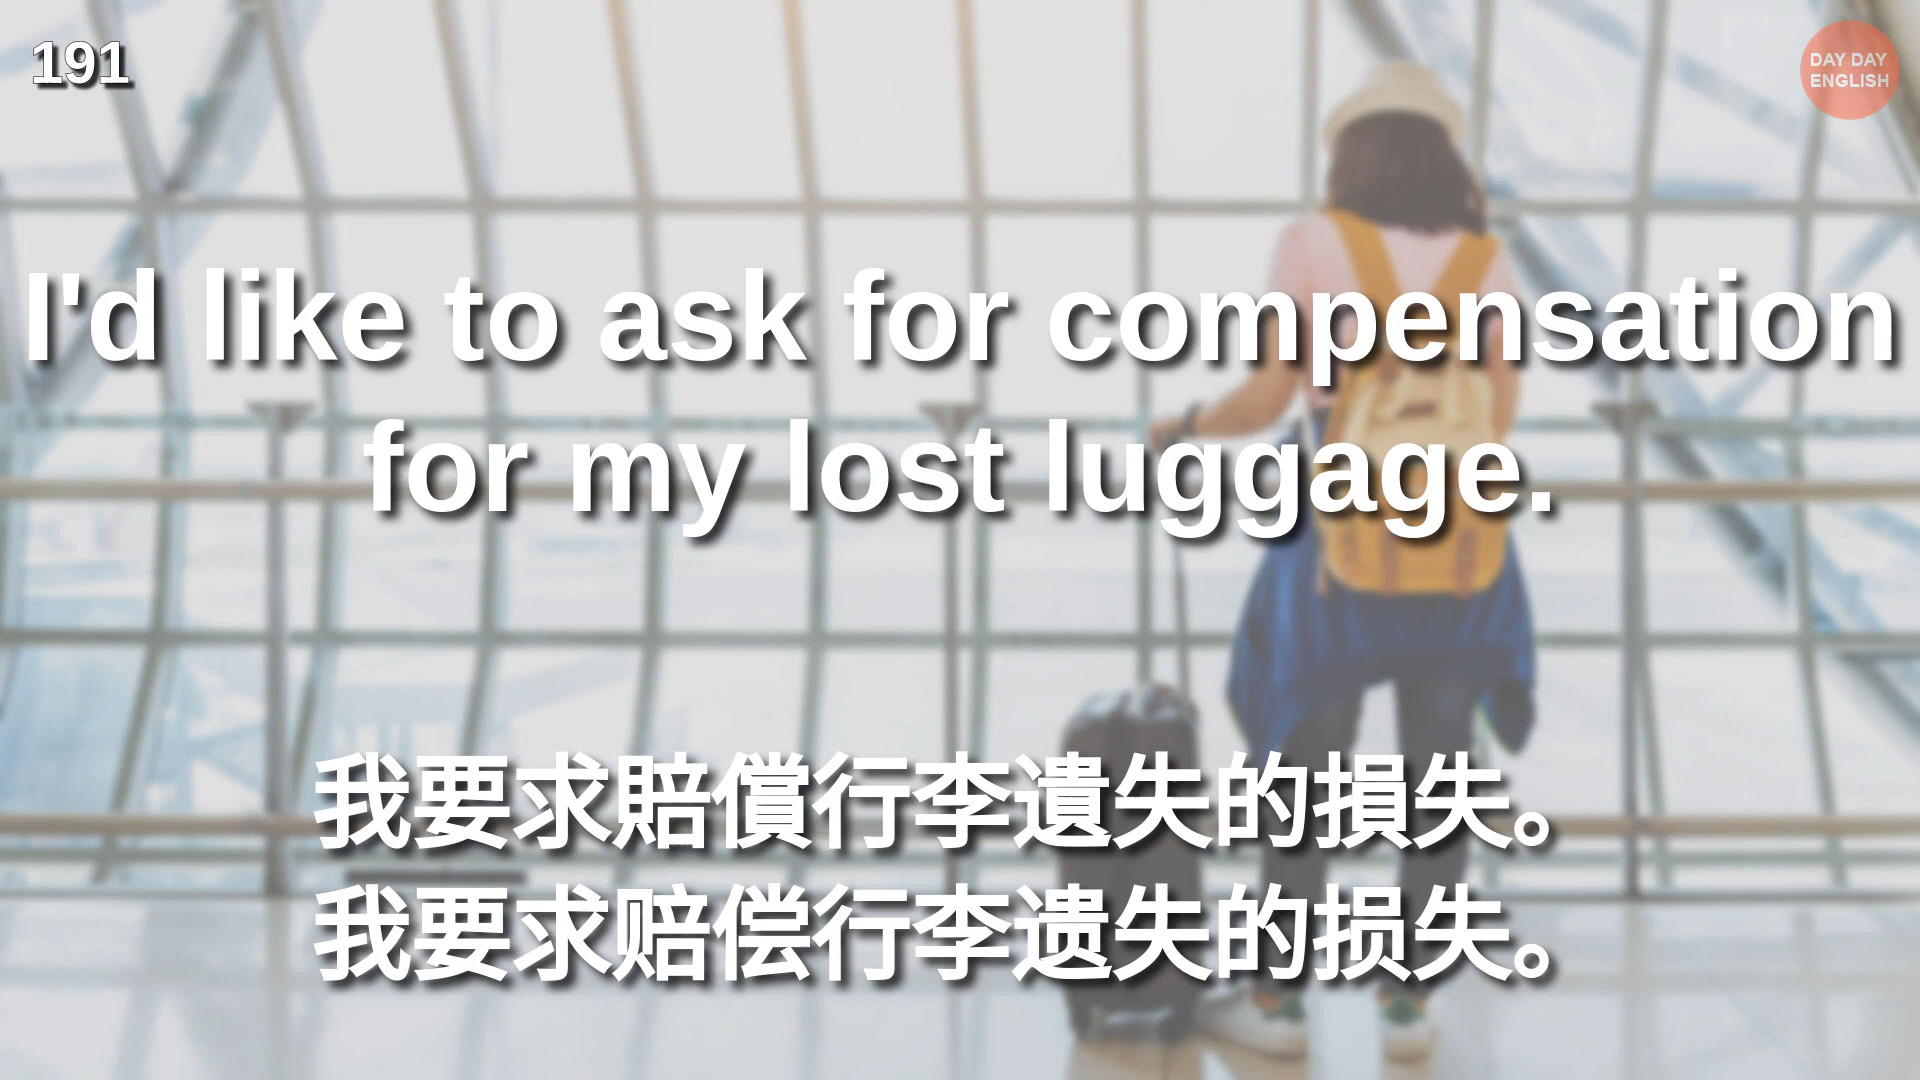 191
DAY DAY
ENGLISH
I'd like to ask for compensation
for my lost luggage.
我要求賠償行李遺失的損失。
我要求赔偿行李遗失的损失。